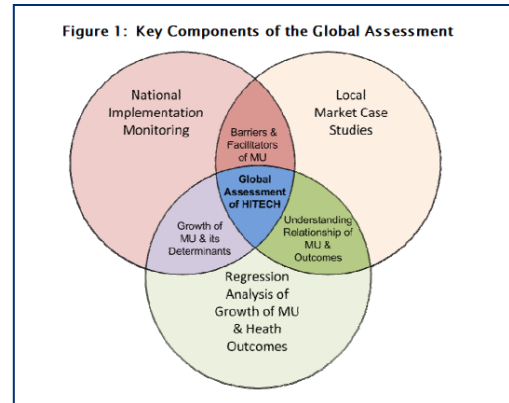 Figure 1: Key Components of the Global Assessment
National
Implementation
Monitoring
Local
Market Case
Studies
Barriers &
Facilitators
of MU
Global
Assessment
of HITECH
Growth of
MU & its
Determinants
Understanding
Relationship of
MU &
Outcomes
Regression
Analysis of
Growth of MU
& Heath
Outcomes